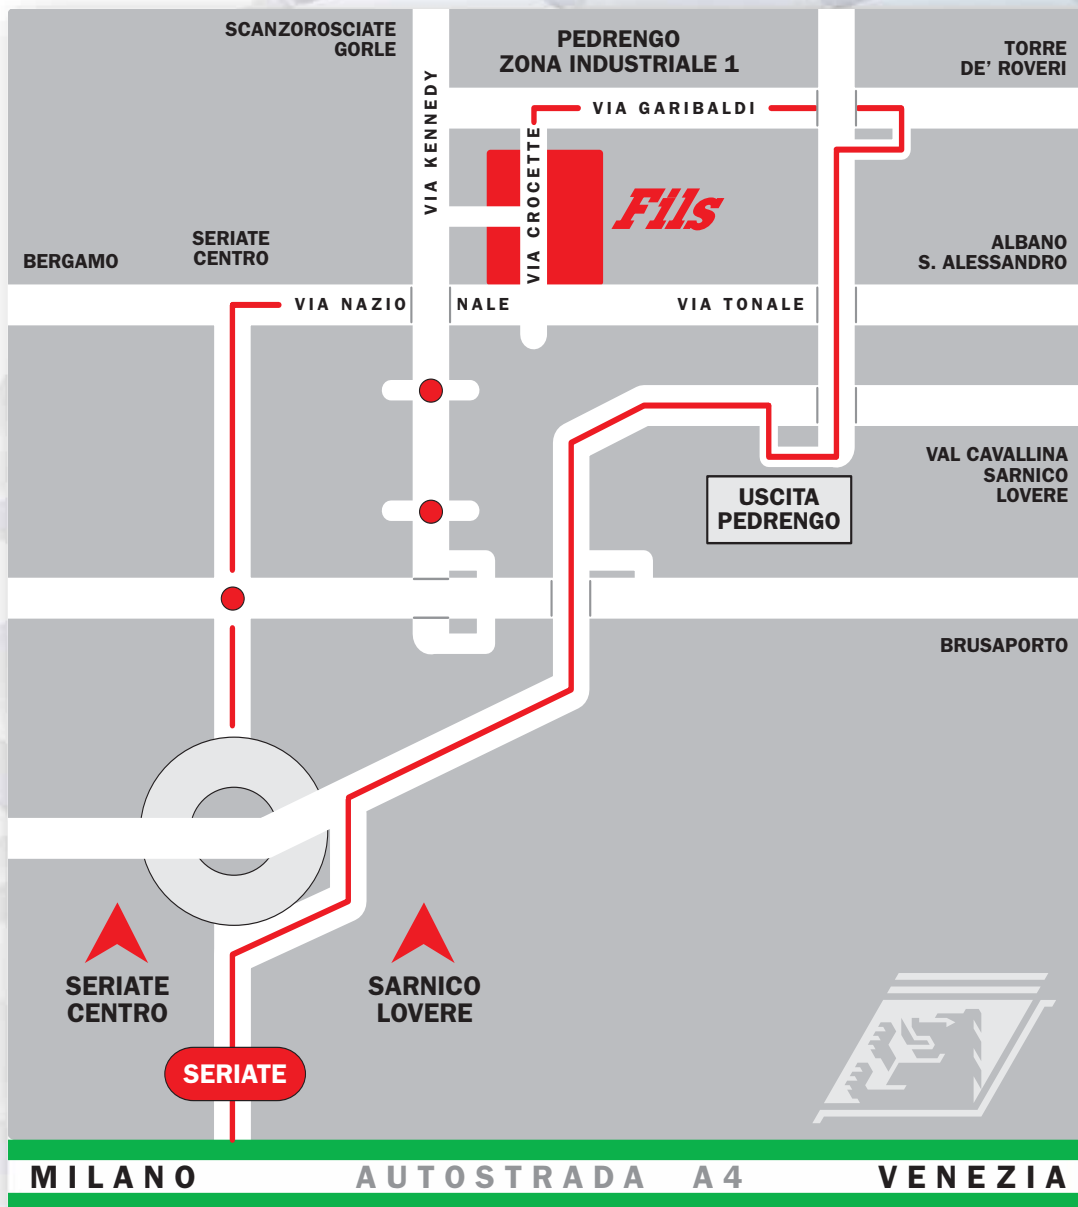 SCANZOROSCIATE
GORLE
PEDRENGO
ZONA INDUSTRIALE 1
TORRE
DE’ ROVERI
VIA KENNEDY
VIA GARIBALDI
VIA CROCETTE
Fils
BERGAMO
SERIATE
CENTRO
ALBANO
S. ALESSANDRO
VIA NAZIONALE
VIA TONALE
VAL CAVALLINA
SARNICO
LOVERE
USCITA
PEDRENGO
BRUSAPORTO
SERIATE
CENTRO
SARNICO
LOVERE
SERIATE
MILANO
AUTOSTRADA A4
VENEZIA